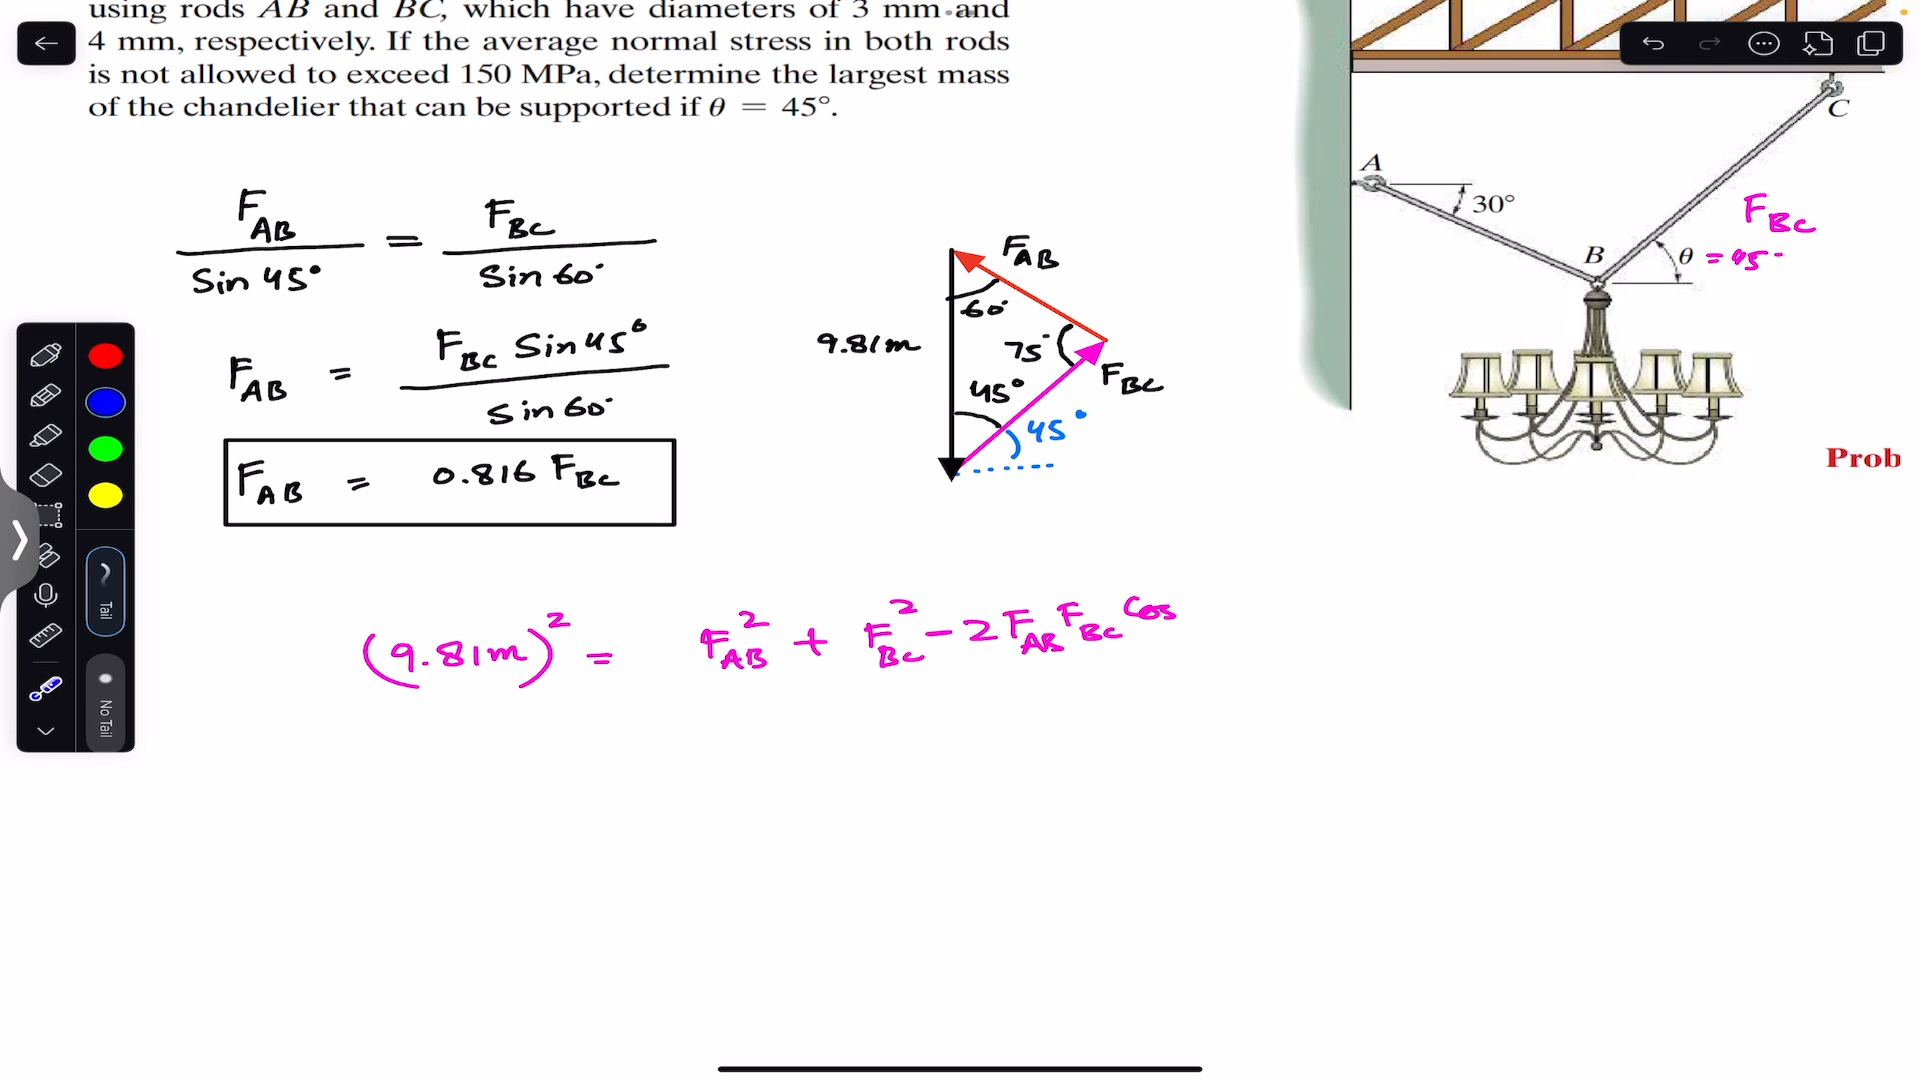 using rods AB and BC, which have diameters of 3 mm and
4 mm, respectively. If the average normal stress in both rods
is not allowed to exceed 150 MPa, determine the largest mass
of the chandelier that can be supported if θ = 45°.
F_AB / Sin 45° = F_BC / Sin 60°
F_AB = F_BC Sin 45° / Sin 60°
F_AB = 0.816 F_BC
(9.81m)² = F_AB² + F_BC² - 2 F_AB F_BC Cos
F_AB
60°
9.81m
75°
F_BC
45°
45°
C
A
30°
F_BC
B
θ = 45°
Prob
Tail
No Tail